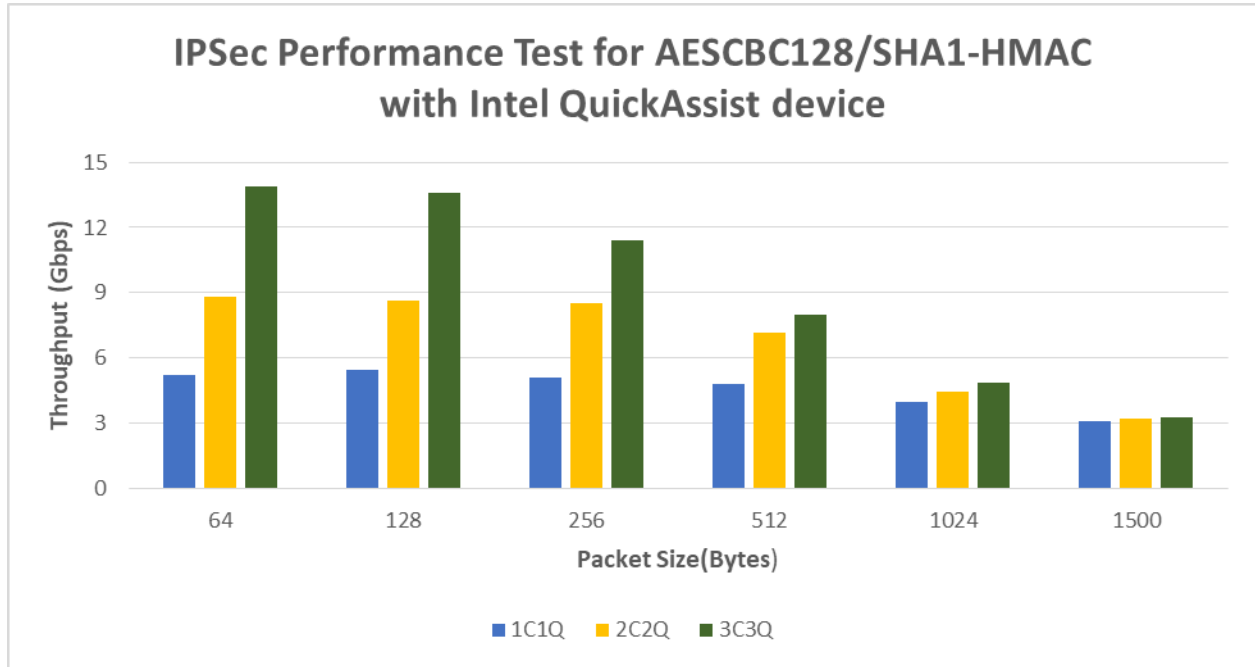 IPSec Performance Test for AESCBC128/SHA1-HMAC
with Intel QuickAssist device
Throughput (Gbps)
15
12
9
6
3
0
64 128 256 512 1024 1500
Packet Size(Bytes)
1C1Q 2C2Q 3C3Q